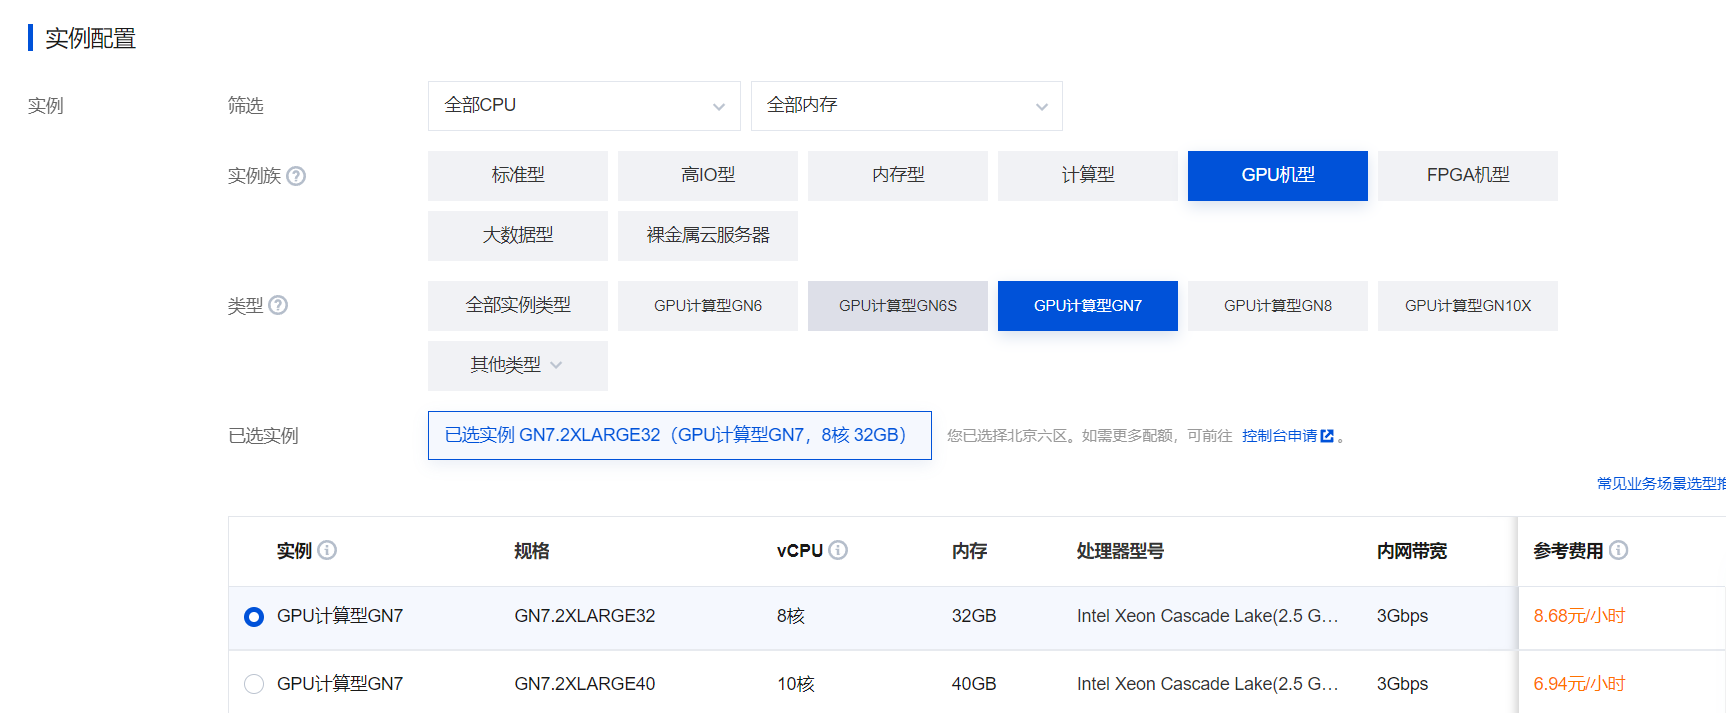 实例配置
实例
筛选
全部CPU
全部内存
实例族
标准型
高IO型
内存型
计算型
GPU机型
FPGA机型
大数据型
裸金属云服务器
类型
全部实例类型
GPU计算型GN6
GPU计算型GN6S
GPU计算型GN7
GPU计算型GN8
GPU计算型GN10X
其他类型
已选实例
已选实例 GN7.2XLARGE32（GPU计算型GN7，8核 32GB）
您已选择北京六区。如需更多配额，可前往 控制台申请。
常见业务场景选型推
实例 规格 vCPU 内存 处理器型号 内网带宽 参考费用
GPU计算型GN7 GN7.2XLARGE32 8核 32GB Intel Xeon Cascade Lake(2.5 G... 3Gbps 8.68元/小时
GPU计算型GN7 GN7.2XLARGE40 10核 40GB Intel Xeon Cascade Lake(2.5 G... 3Gbps 6.94元/小时